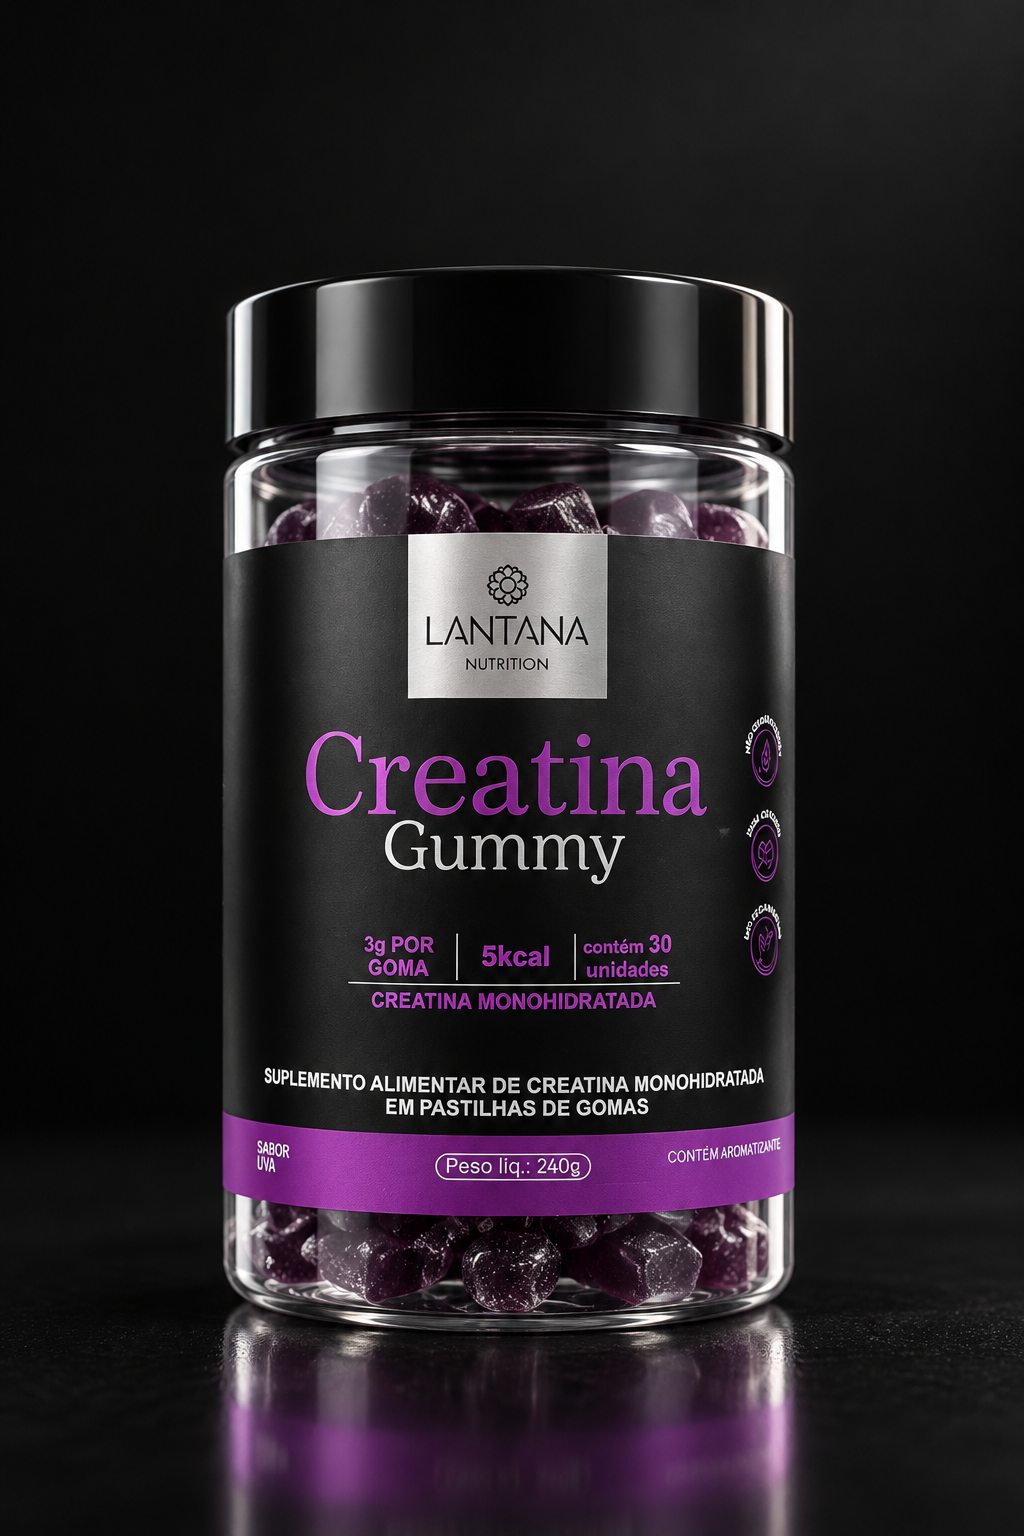 LANTANA
NUTRITION
Creatina
Gummy
3g POR
GOMA
5kcal
contém 30
unidades
CREATINA MONOHIDRATADA
SUPLEMENTO ALIMENTAR DE CREATINA MONOHIDRATADA
EM PASTILHAS DE GOMAS
SABOR
UVA
Peso liq.: 240g
CONTÉM AROMATIZANTE